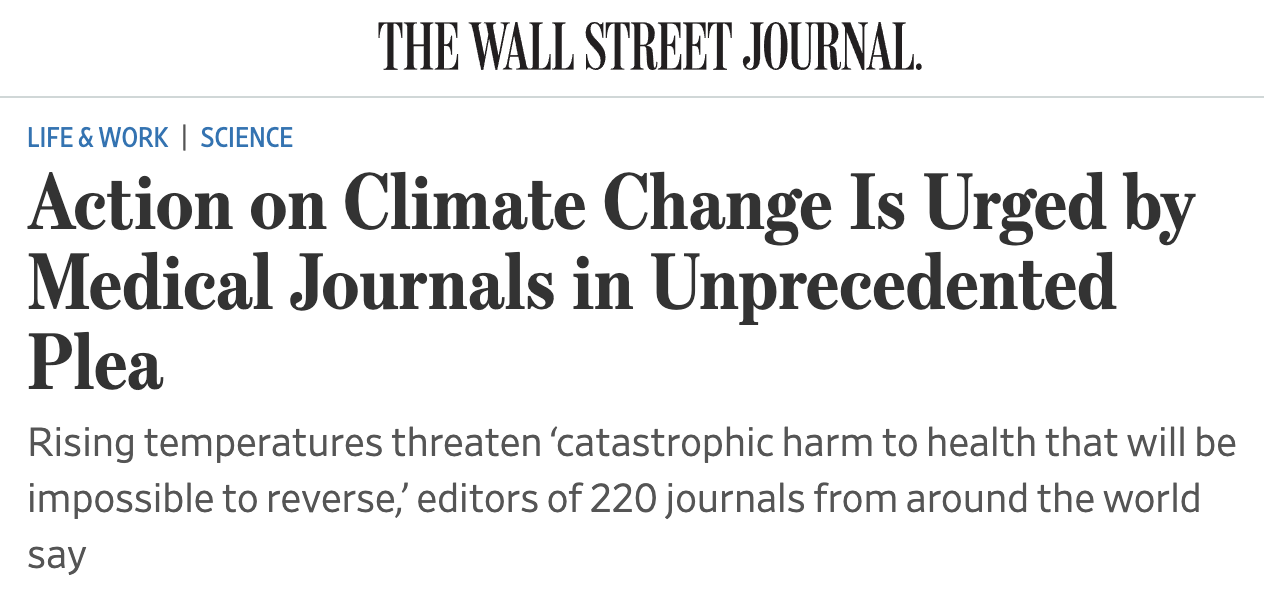 THE WALL STREET JOURNAL.
LIFE & WORK | SCIENCE
Action on Climate Change Is Urged by
Medical Journals in Unprecedented
Plea
Rising temperatures threaten ‘catastrophic harm to health that will be
impossible to reverse,’ editors of 220 journals from around the world
say